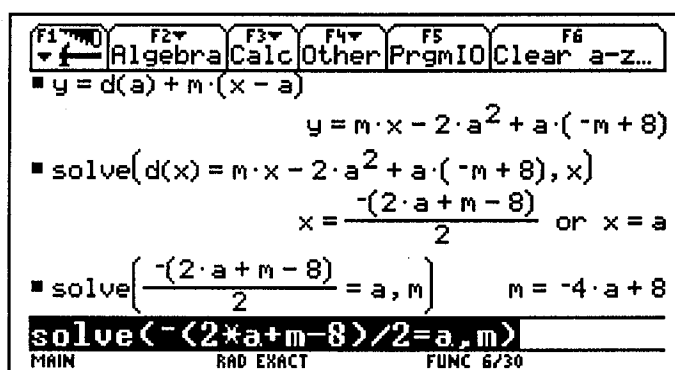 F1 F2 F3 F4 F5 F6
Algebra Calc Other PrgmIO Clear a-z…
▪ y = d(a) + m·(x − a)
y = m·x − 2·a² + a·(⁻m + 8)
▪ solve(d(x) = m·x − 2·a² + a·(⁻m + 8), x)
x = ⁻(2·a + m − 8)/2 or x = a
▪ solve(⁻(2·a + m − 8)/2 = a, m) m = ⁻4·a + 8
solve(⁻(2*a+m-8)/2=a,m)
MAIN RAD EXACT FUNC 6/30